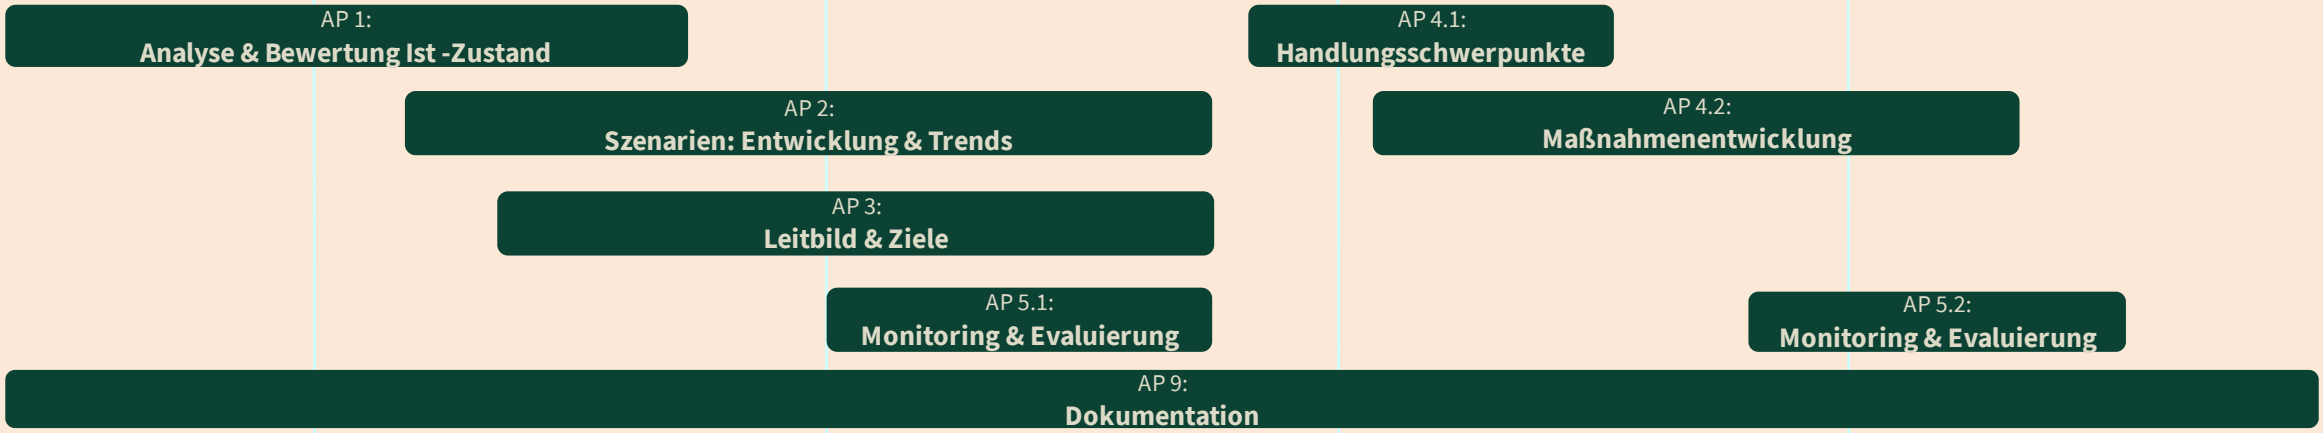 AP 1:
Analyse & Bewertung Ist -Zustand
AP 4.1:
Handlungsschwerpunkte
AP 2:
Szenarien: Entwicklung & Trends
AP 4.2:
Maßnahmenentwicklung
AP 3:
Leitbild & Ziele
AP 5.1:
Monitoring & Evaluierung
AP 5.2:
Monitoring & Evaluierung
AP 9:
Dokumentation